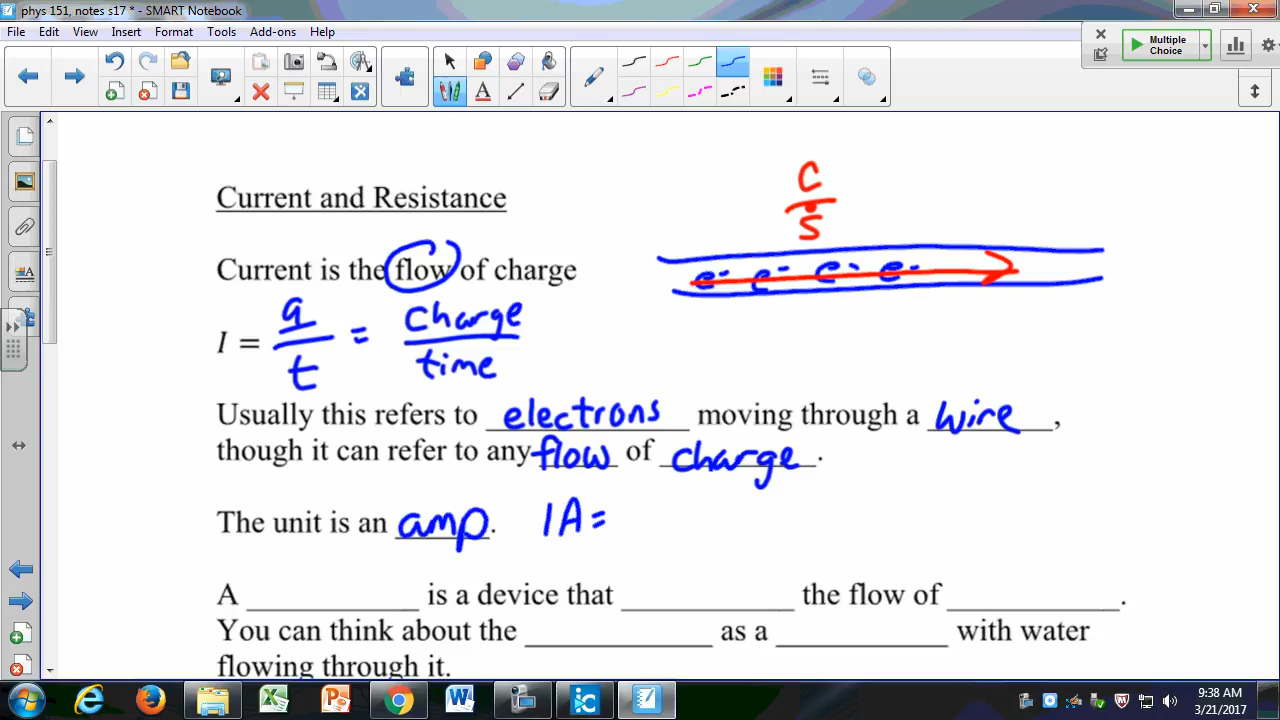 phys 151, notes s17 * - SMART Notebook
File Edit View Insert Format Tools Add-ons Help
Multiple Choice
C
S
Current and Resistance
Current is the flow of charge
e- e- e- e-
I = q/t = charge/time
Usually this refers to electrons moving through a wire,
though it can refer to any flow of charge.
The unit is an amp. 1A=
A ____________ is a device that ____________ the flow of ____________.
You can think about the ____________ as a ____________ with water
flowing through it.
9:38 AM
3/21/2017